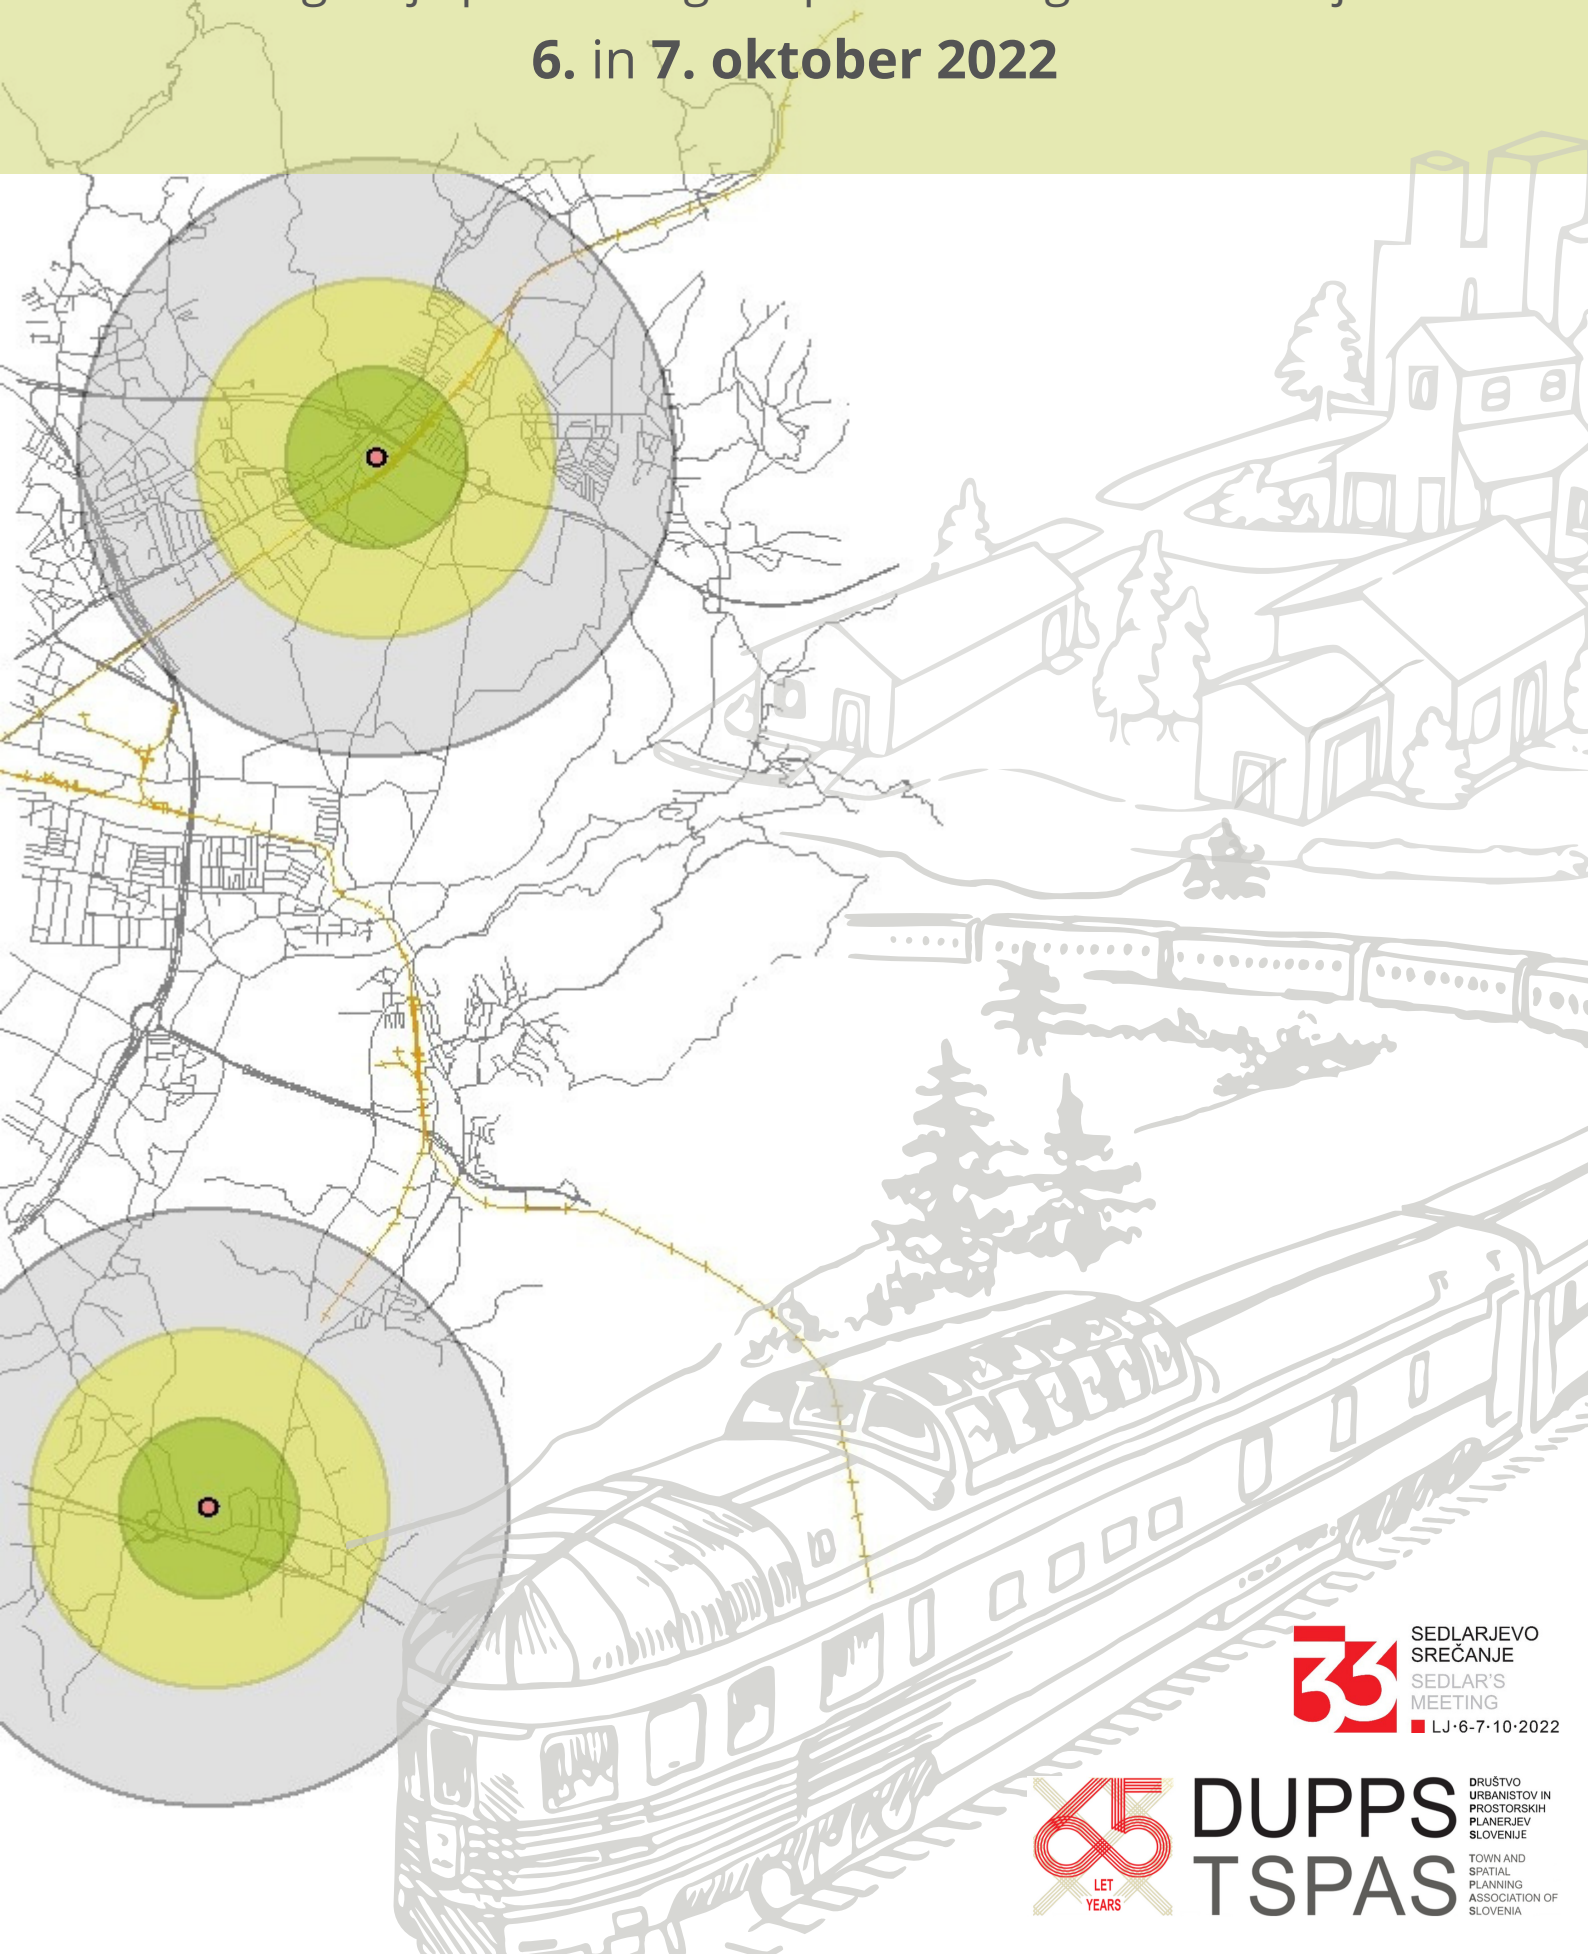 6. in 7. oktober 2022
SEDLARJEVO
SREČANJE
SEDLAR'S
MEETING
LJ·6-7·10·2022
33
65
LET
YEARS
DUPPS
DRUŠTVO
URBANISTOV IN
PROSTORSKIH
PLANERJEV
SLOVENIJE
TSPAS
TOWN AND
SPATIAL
PLANNING
ASSOCIATION OF
SLOVENIA